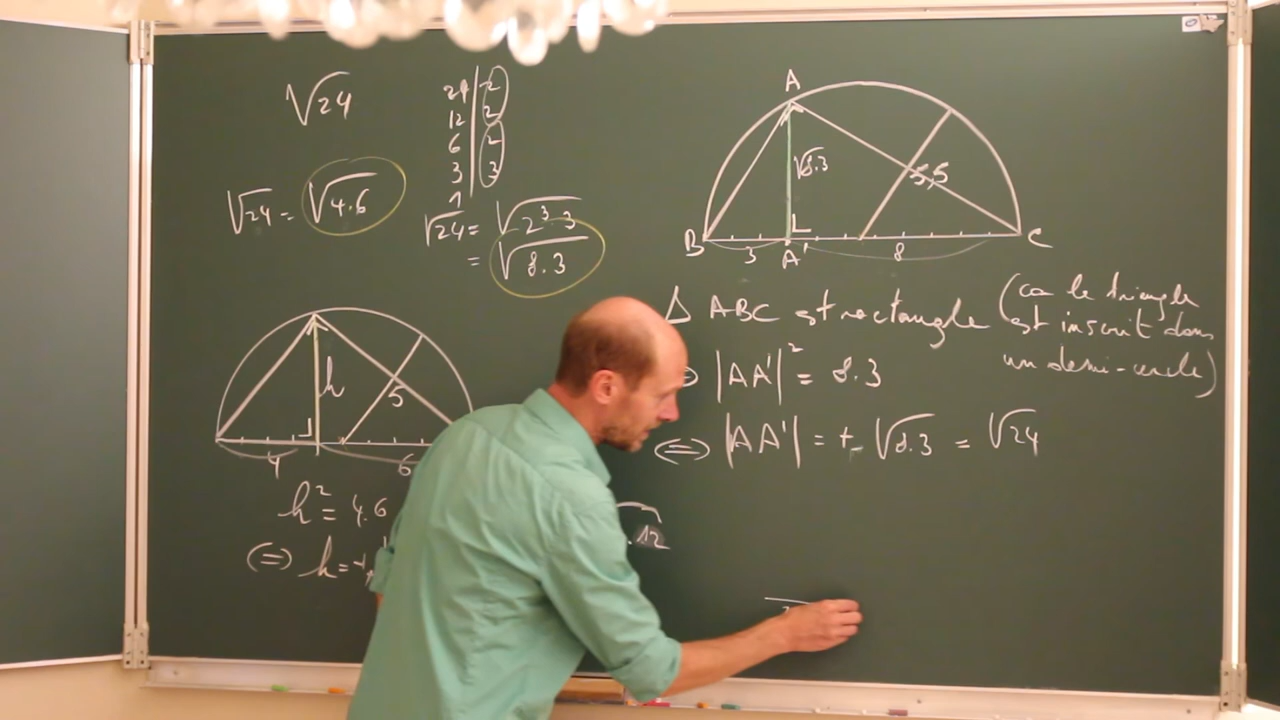 √24
24 | 2
12 | 2
6 | 2
3 | 3
1
√24 = √4.6
√24 = √2³.3
= √8.3
h
5
4
6
h² = 4.6
⇔ h = +
.12
A
√8.3
5,5
B
3
A'
8
C
Δ ABC est rectangle (car le triangle
est inscrit dans
un demi-cercle)
|AA'|² = 8.3
⇔ |AA'| = +- √8.3 = √24